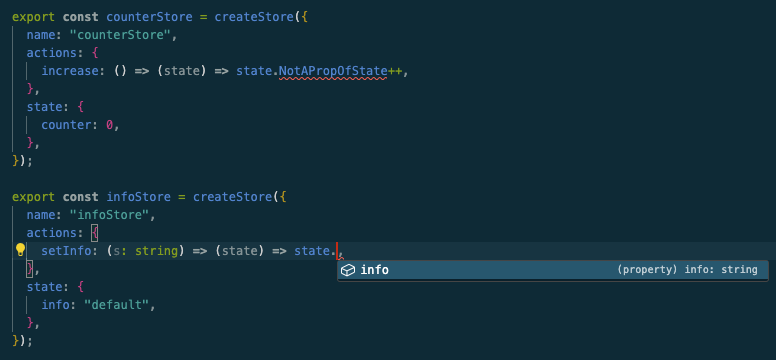 export const counterStore = createStore({
name: "counterStore",
actions: {
increase: () => (state) => state.NotAPropOfState++,
},
state: {
counter: 0,
},
});
export const infoStore = createStore({
name: "infoStore",
actions: {
setInfo: (s: string) => (state) => state.,
info (property) info: string
},
state: {
info: "default",
},
});